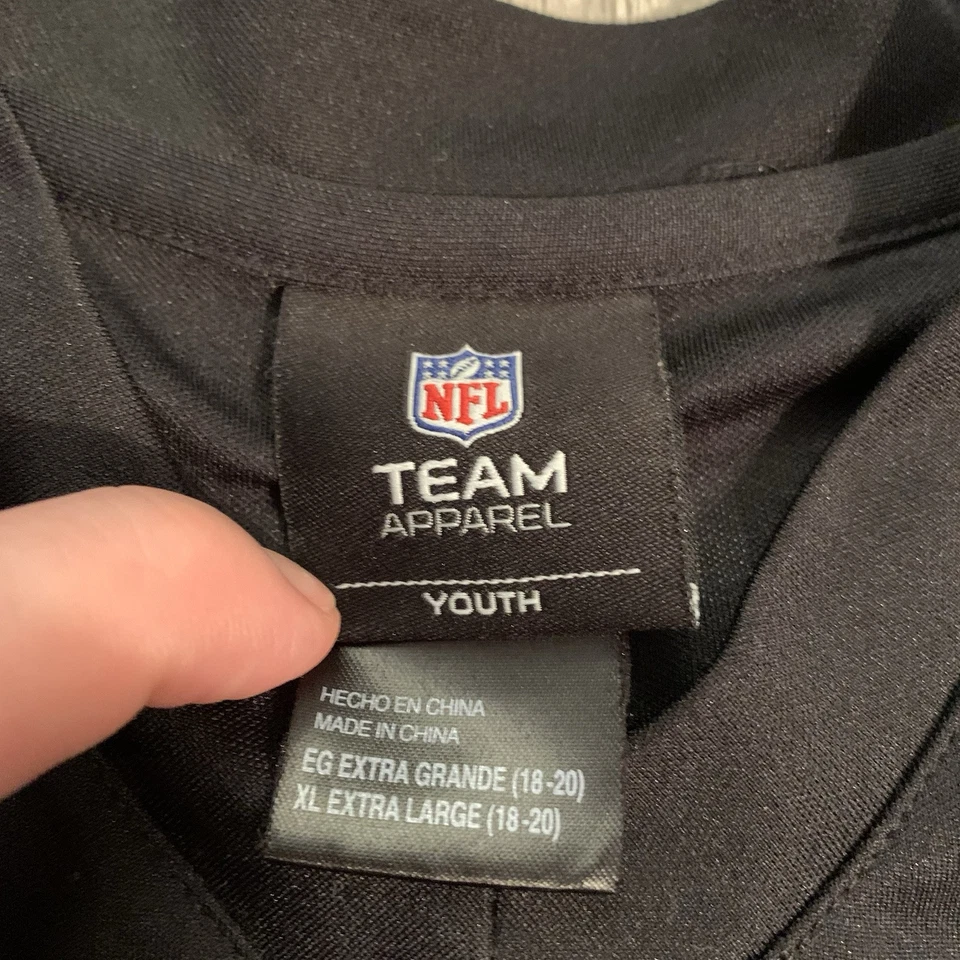 NFL
TEAM
APPAREL
YOUTH
HECHO EN CHINA
MADE IN CHINA
EG EXTRA GRANDE (18-20)
XL EXTRA LARGE (18-20)